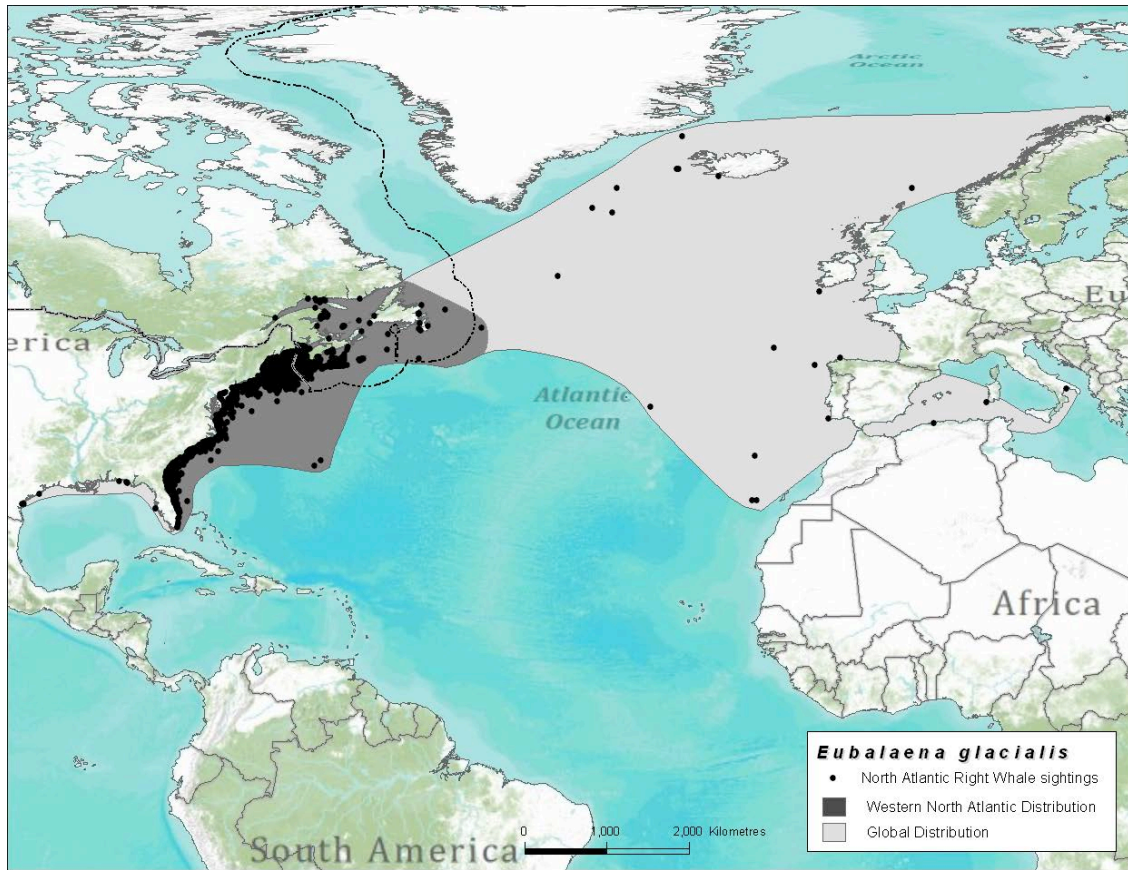 Arctic
Ocean
erica
Eu
Atlantic
Ocean
Africa
South America
0 1,000 2,000 Kilometres
Eubalaena glacialis
North Atlantic Right Whale sightings
Western North Atlantic Distribution
Global Distribution